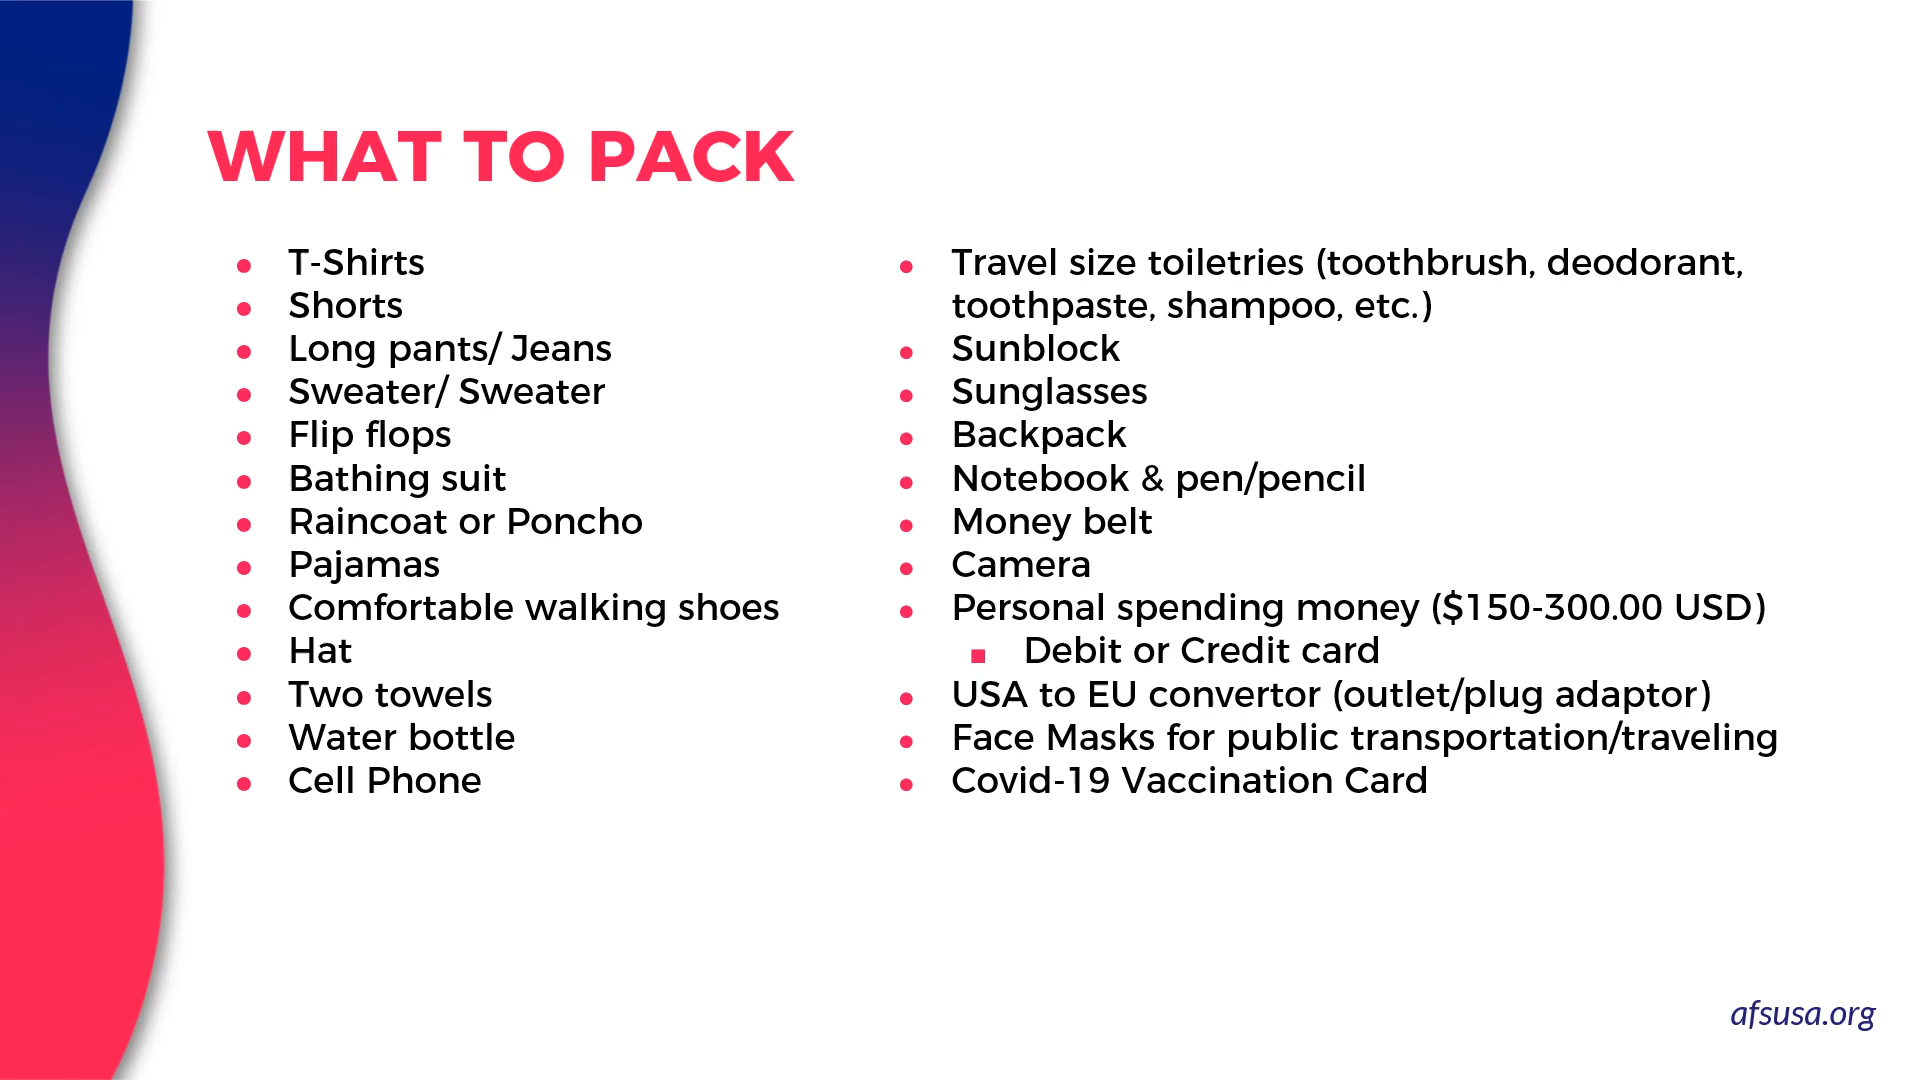 WHAT TO PACK
● T-Shirts
● Shorts
● Long pants/ Jeans
● Sweater/ Sweater
● Flip flops
● Bathing suit
● Raincoat or Poncho
● Pajamas
● Comfortable walking shoes
● Hat
● Two towels
● Water bottle
● Cell Phone
● Travel size toiletries (toothbrush, deodorant,
toothpaste, shampoo, etc.)
● Sunblock
● Sunglasses
● Backpack
● Notebook & pen/pencil
● Money belt
● Camera
● Personal spending money ($150-300.00 USD)
■ Debit or Credit card
● USA to EU convertor (outlet/plug adaptor)
● Face Masks for public transportation/traveling
● Covid-19 Vaccination Card
afsusa.org